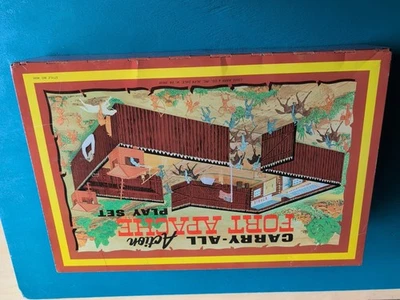 CARRY-ALL
Action
FORT APACHE
PLAY SET